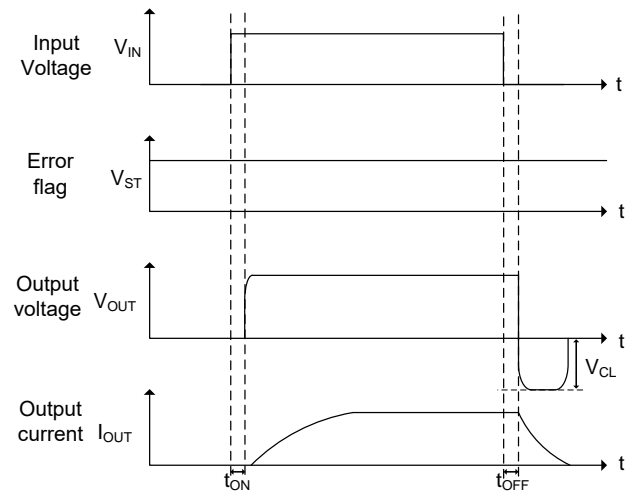 Input
Voltage
V_IN
t
Error
flag
V_ST
t
Output
voltage
V_OUT
t
V_CL
Output
current
I_OUT
t
t_ON
t_OFF